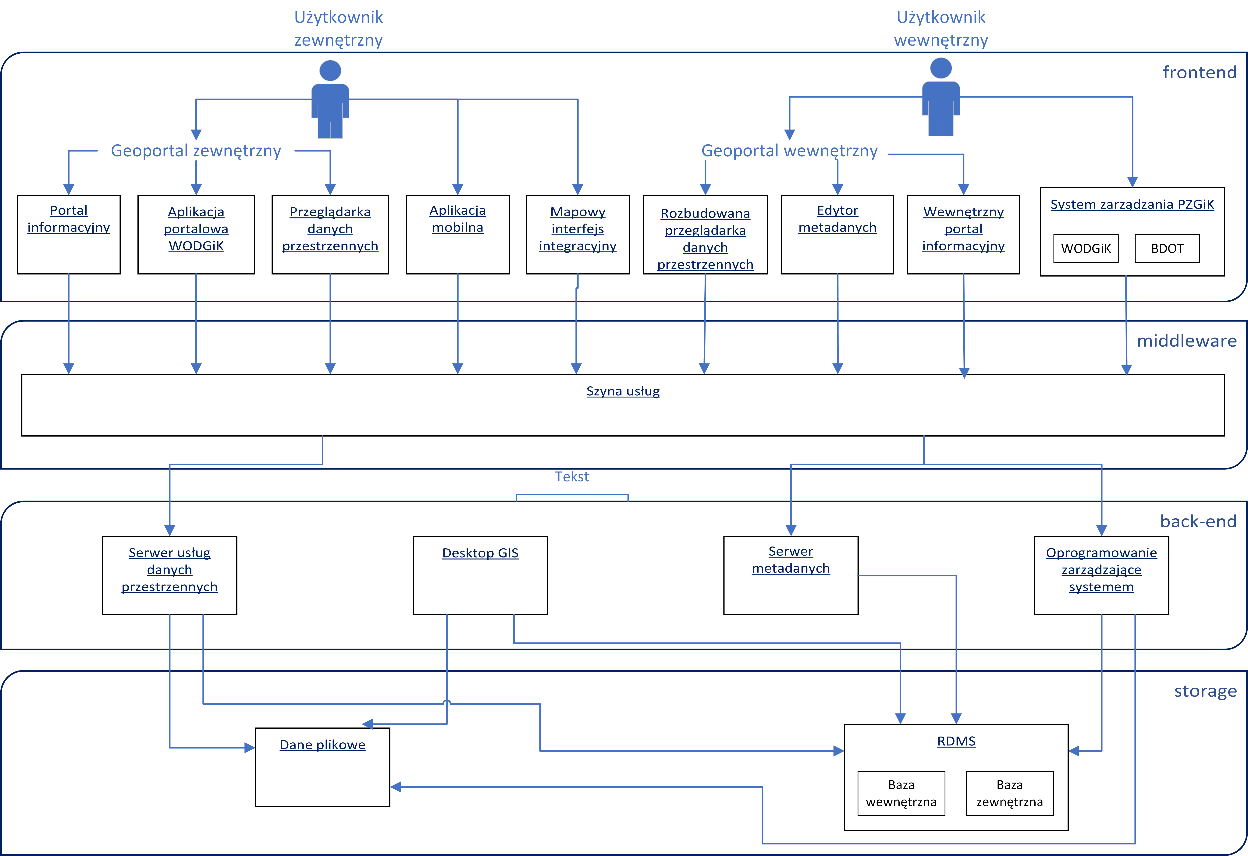 Użytkownik
zewnętrzny
Użytkownik
wewnętrzny
frontend
Geoportal zewnętrzny
Geoportal wewnętrzny
Portal
informacyjny
Aplikacja
portalowa
WODGiK
Przeglądarka
danych
przestrzennych
Aplikacja
mobilna
Mapowy
interfejs
integracyjny
Rozbudowana
przeglądarka
danych
przestrzennych
Edytor
metadanych
Wewnętrzny
portal
informacyjny
System zarządzania PZGiK
WODGiK
BDOT
middleware
Szyna usług
Tekst
back-end
Serwer usług
danych
przestrzennych
Desktop GIS
Serwer
metadanych
Oprogramowanie
zarządzające
systemem
storage
Dane plikowe
RDMS
Baza
wewnętrzna
Baza
zewnętrzna